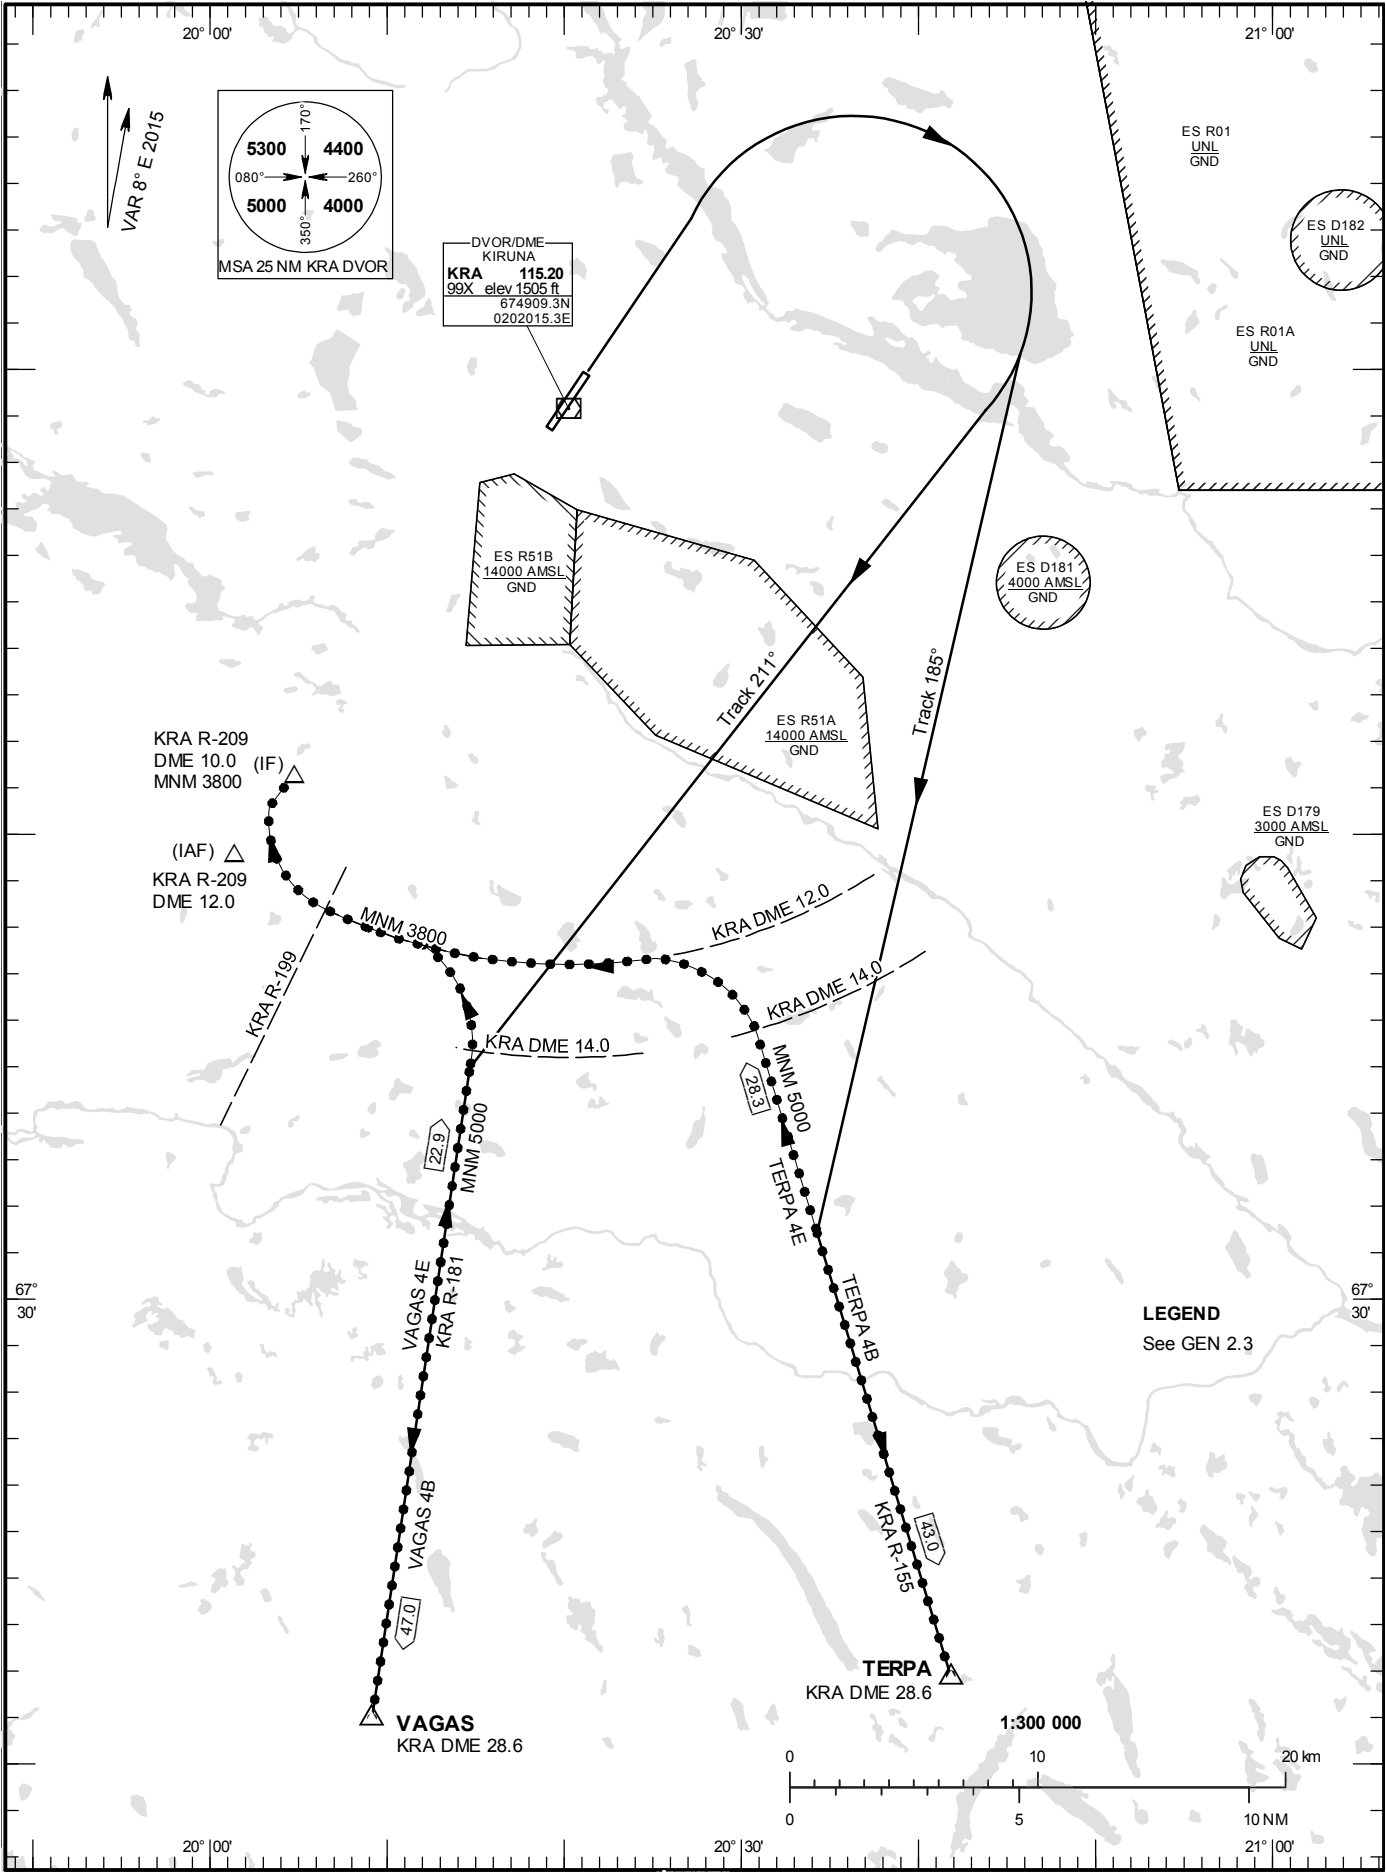 20° 00'
20° 30'
21° 00'
VAR 8° E 2015
170°
5300
4400
080°
260°
5000
4000
350°
MSA 25 NM KRA DVOR
DVOR/DME
KIRUNA
KRA 115.20
99X elev 1505 ft
674909.3N
0202015.3E
ES R01
UNL
GND
ES D182
UNL
GND
ES R01A
UNL
GND
ES R51B
14000 AMSL
GND
ES D181
4000 AMSL
GND
Track 211°
Track 185°
ES R51A
14000 AMSL
GND
KRA R-209
DME 10.0
MNM 3800
(IF)
(IAF)
KRA R-209
DME 12.0
ES D179
3000 AMSL
GND
MNM 3800
KRA DME 12.0
KRA R-199
KRA DME 14.0
KRA DME 14.0
MNM 5000
28.3
22.9
MNM 5000
TERPA 4E
VAGAS 4E
KRA R-181
67°
30'
67°
30'
TERPA 4B
LEGEND
See GEN 2.3
VAGAS 4B
KRA R-155
43.0
47.0
TERPA
KRA DME 28.6
VAGAS
KRA DME 28.6
1:300 000
0
10
20 km
0
5
10 NM
20° 00'
20° 30'
21° 00'